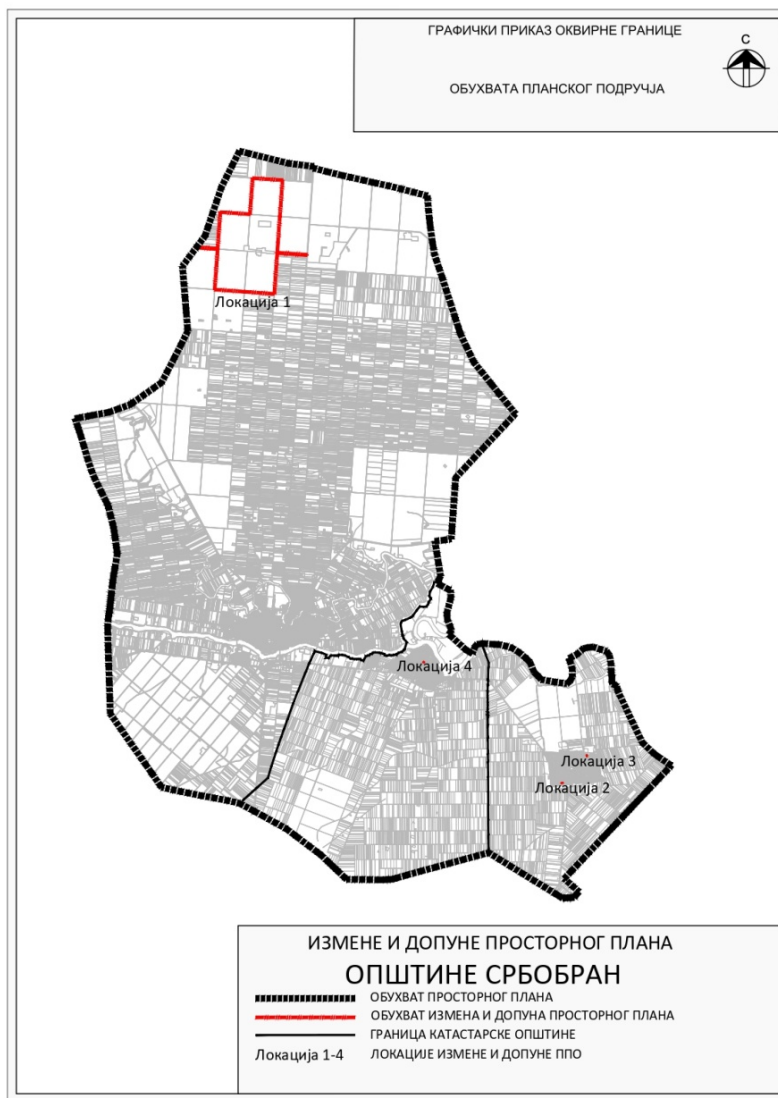 ГРАФИЧКИ ПРИКАЗ ОКВИРНЕ ГРАНИЦЕ
С
ОБУХВАТА ПЛАНСКОГ ПОДРУЧЈА
Локација 1
Локација 4
Локација 3
Локација 2
ИЗМЕНЕ И ДОПУНЕ ПРОСТОРНОГ ПЛАНА
ОПШТИНЕ СРБОБРАН
ОБУХВАТ ПРОСТОРНОГ ПЛАНА
ОБУХВАТ ИЗМЕНА И ДОПУНА ПРОСТОРНОГ ПЛАНА
ГРАНИЦА КАТАСТАРСКЕ ОПШТИНЕ
Локација 1-4 ЛОКАЦИЈЕ ИЗМЕНЕ И ДОПУНЕ ППО